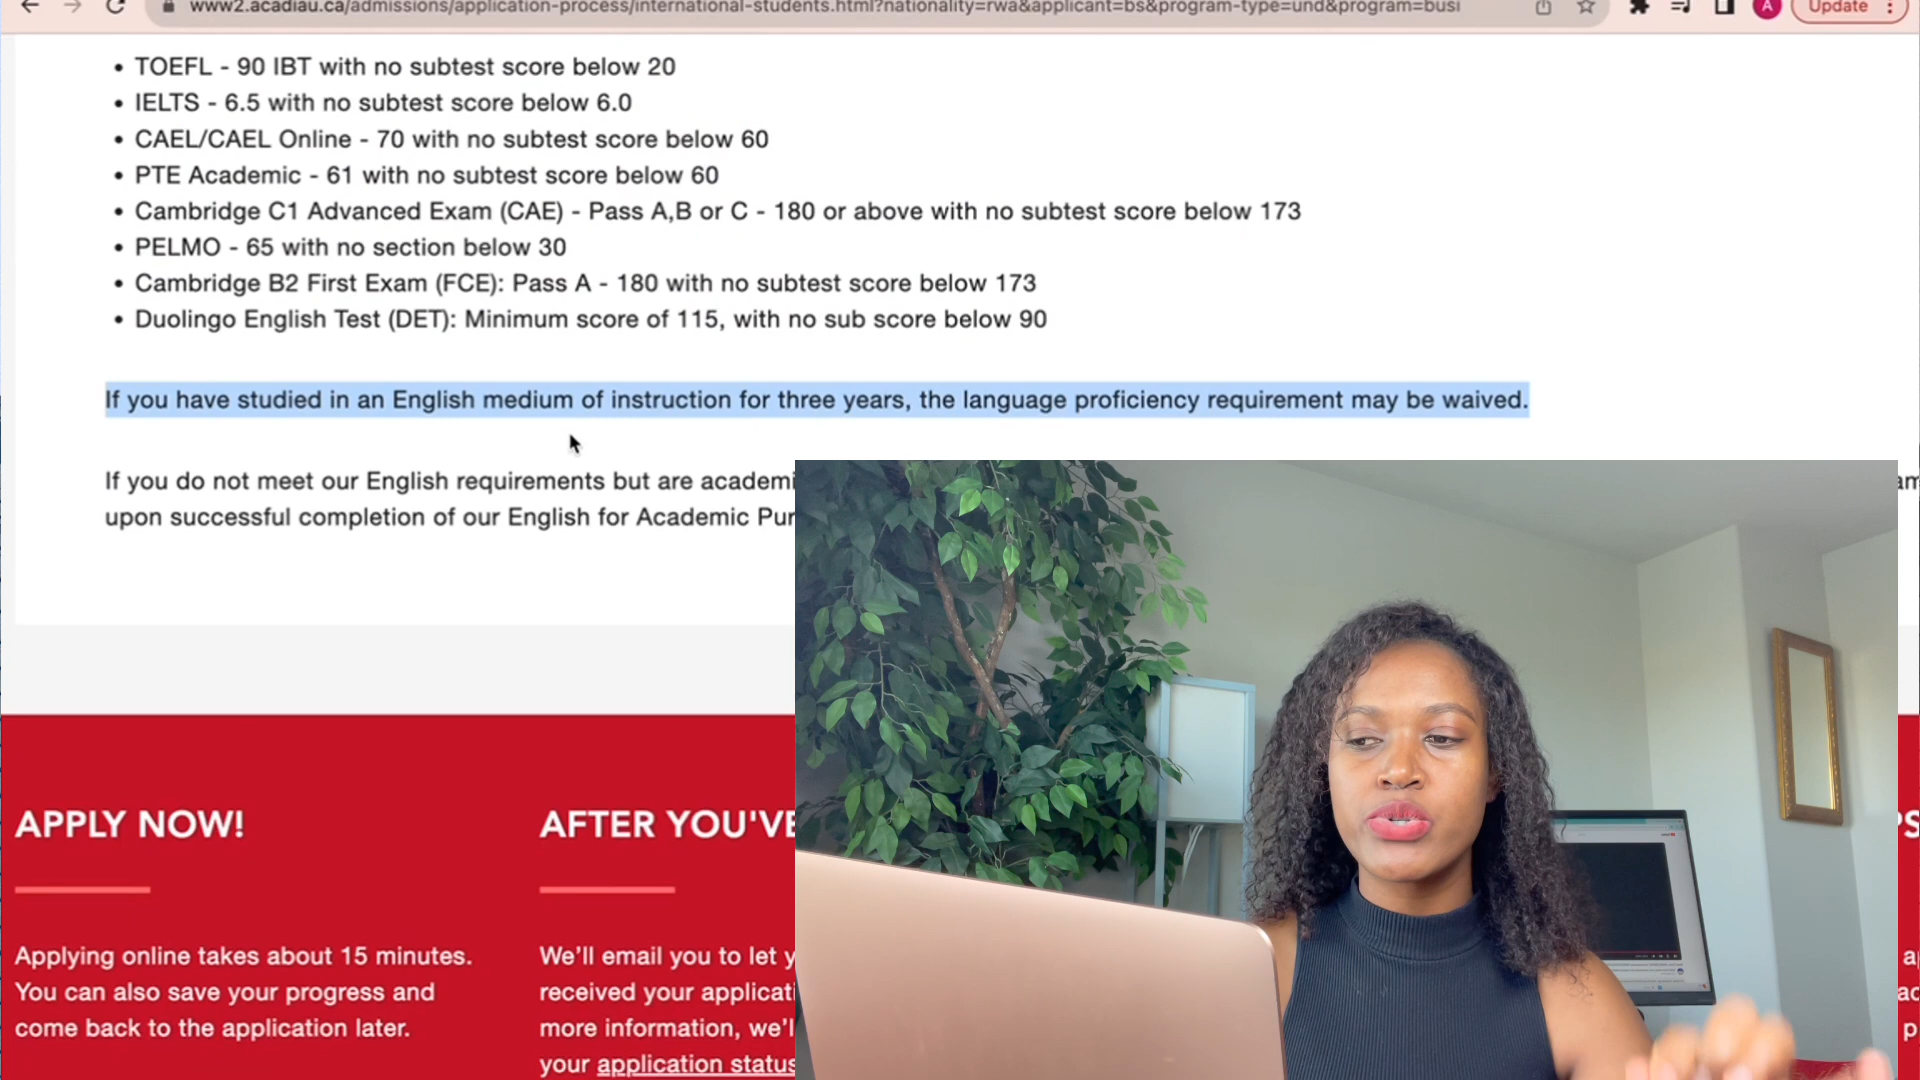 www2.acadiau.ca/admissions/application-process/international-students.html?nationality=rwa&applicant=bs&program-type=und&program=busi
A
Update
• TOEFL - 90 IBT with no subtest score below 20
• IELTS - 6.5 with no subtest score below 6.0
• CAEL/CAEL Online - 70 with no subtest score below 60
• PTE Academic - 61 with no subtest score below 60
• Cambridge C1 Advanced Exam (CAE) - Pass A,B or C - 180 or above with no subtest score below 173
• PELMO - 65 with no section below 30
• Cambridge B2 First Exam (FCE): Pass A - 180 with no subtest score below 173
• Duolingo English Test (DET): Minimum score of 115, with no sub score below 90
If you have studied in an English medium of instruction for three years, the language proficiency requirement may be waived.
If you do not meet our English requirements but are academi
upon successful completion of our English for Academic Pur
APPLY NOW!
Applying online takes about 15 minutes.
You can also save your progress and
come back to the application later.
AFTER YOU'VE
We'll email you to let y
received your applicati
more information, we'l
your application status